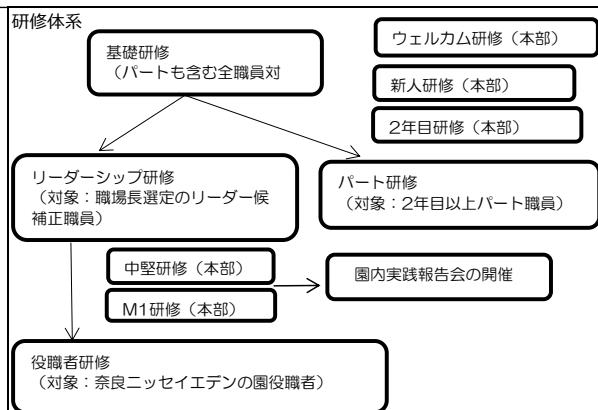 研修体系
基礎研修
（パートも含む全職員対
ウェルカム研修（本部）
新人研修（本部）
2年目研修（本部）
リーダーシップ研修
（対象：職場長選定のリーダー候
補正職員）
パート研修
（対象：2年目以上パート職員）
中堅研修（本部）
M1研修（本部）
園内実践報告会の開催
役職者研修
（対象：奈良ニッセイエデンの園役職者）